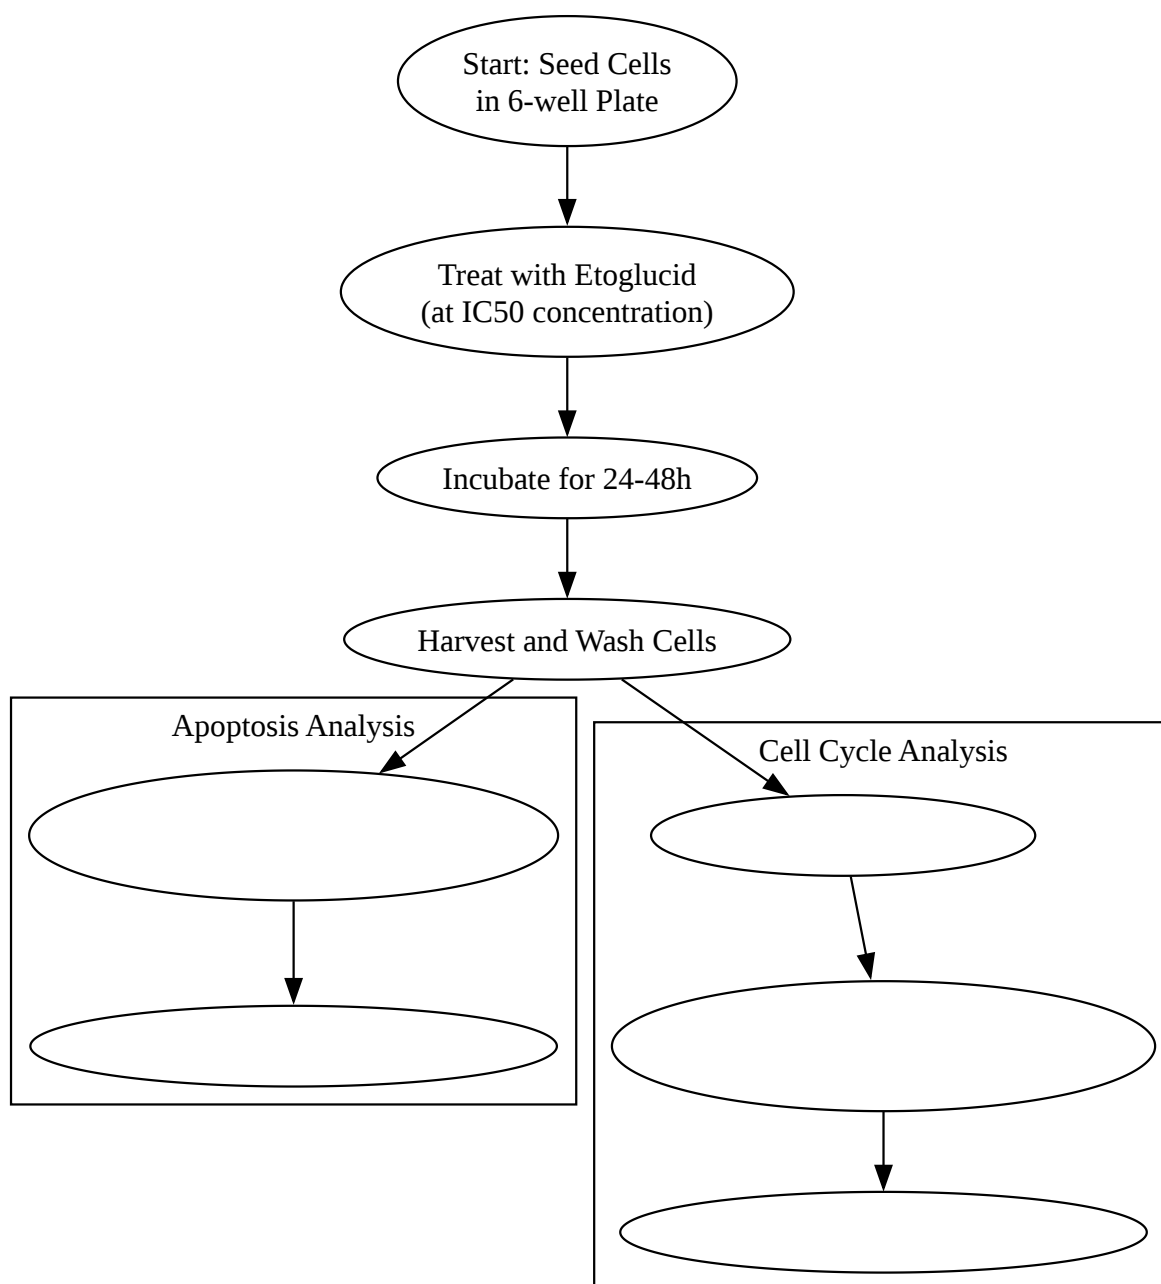 Start: Seed Cells
in 6-well Plate
Treat with Etoglucid
(at IC50 concentration)
Incubate for 24-48h
Harvest and Wash Cells
Apoptosis Analysis
Cell Cycle Analysis